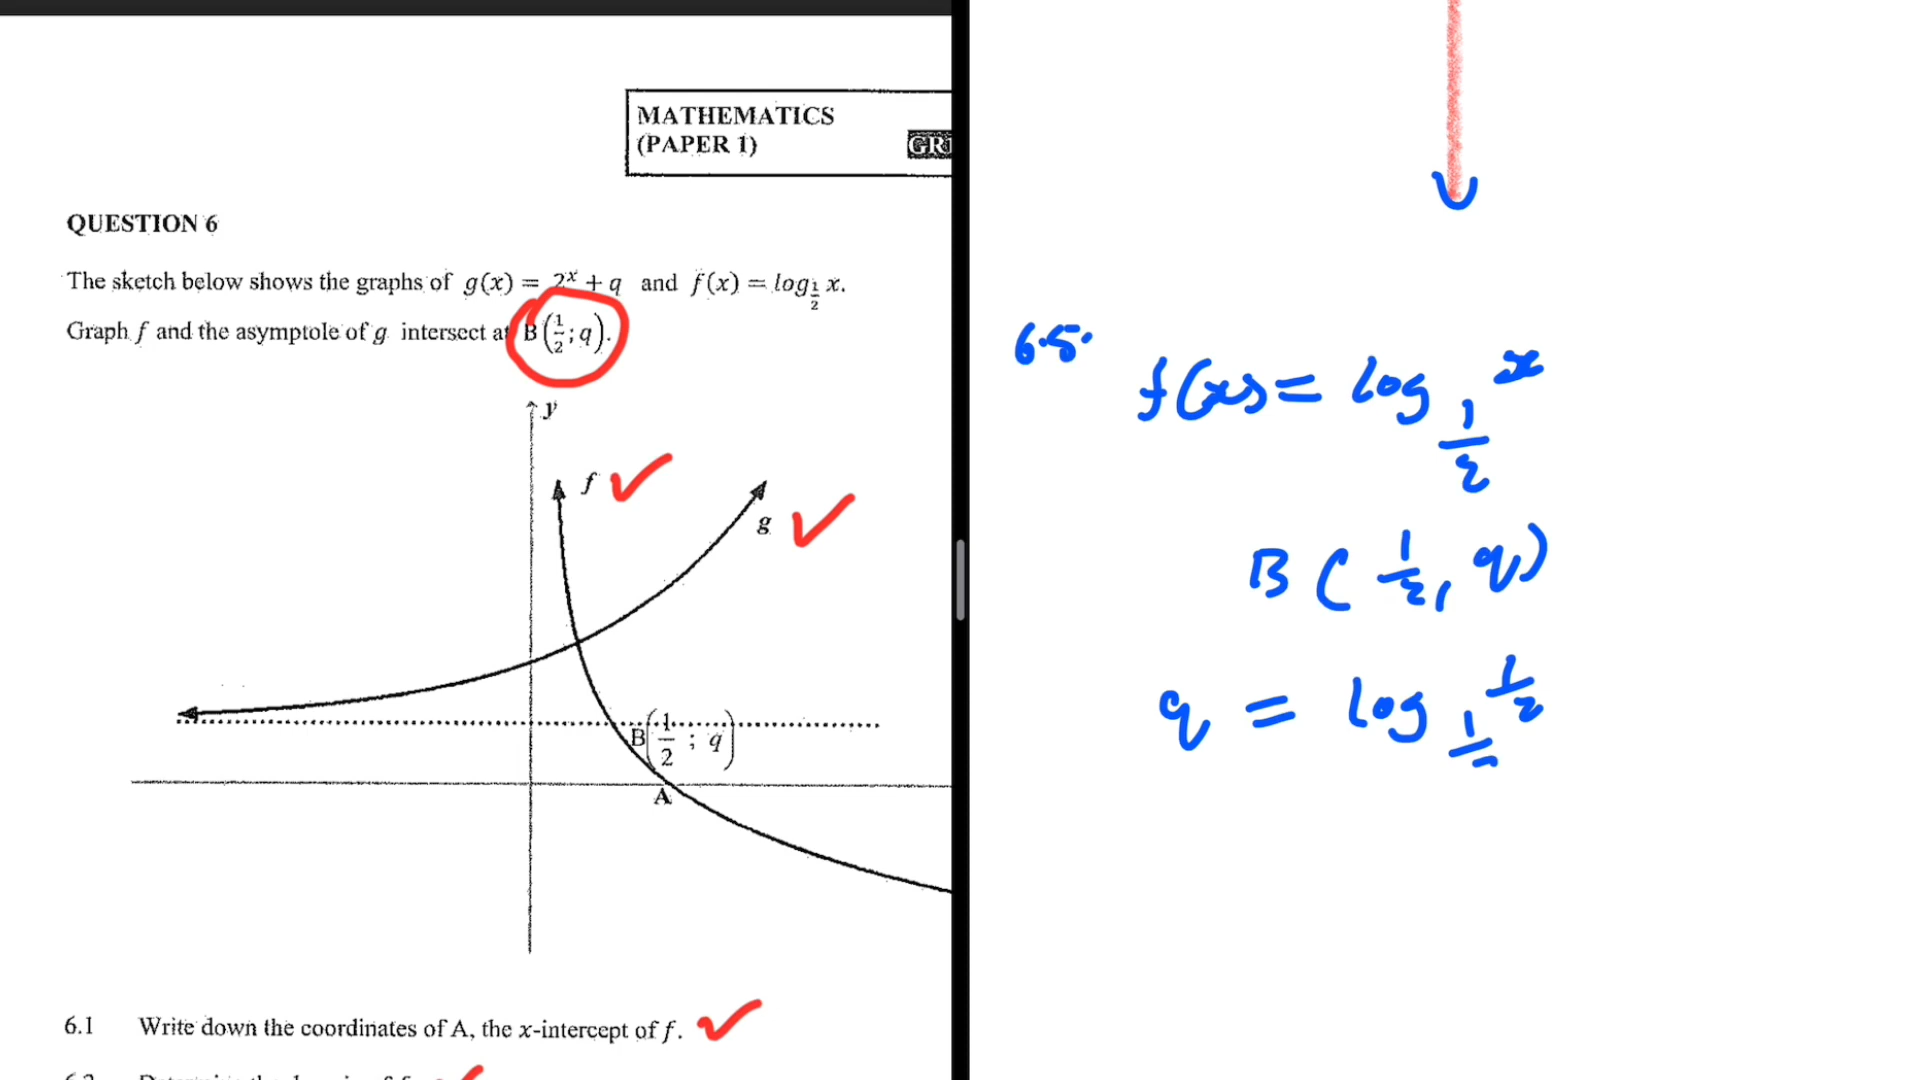 MATHEMATICS
(PAPER 1)
QUESTION 6
The sketch below shows the graphs of g(x) = 2ˣ + q and f(x) = log_{1/2} x.
Graph f and the asymptole of g intersect at B(1/2 ; q).
y
f
g
B(1/2 ; q)
A
6.1 Write down the coordinates of A, the x-intercept of f.
6.5.
f(x) = log_{1/2} x
B(1/2, q)
q = log_{1/2} 1/2